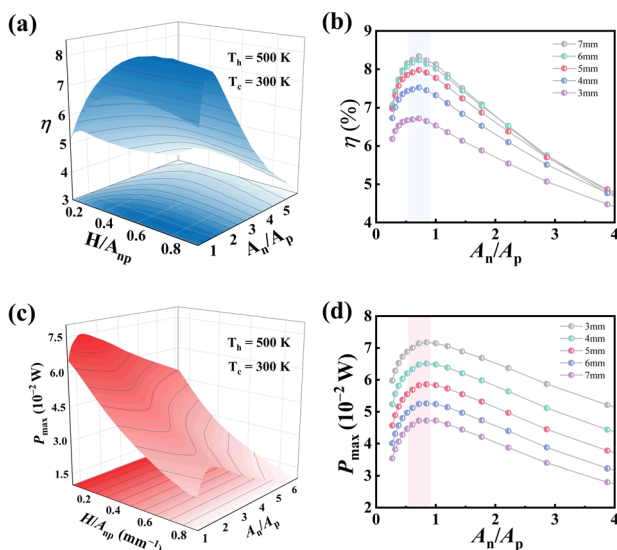 (a)
T_h = 500 K
T_c = 300 K
η
8
7
6
5
4
3
0.2
0.4
0.6
0.8
H/A_np
1
2
3
4
5
A_n/A_p
(b)
η (%)
8
7
6
5
4
0
1
2
3
4
A_n/A_p
7mm
6mm
5mm
4mm
3mm
(c)
T_h = 500 K
T_c = 300 K
P_max (10⁻² W)
7.5
6.0
4.5
3.0
1.5
0.2
0.4
0.6
0.8
H/A_np (mm⁻¹)
1
2
3
4
5
6
A_n/A_p
(d)
P_max (10⁻² W)
8
7
6
5
4
3
2
0
1
2
3
4
A_n/A_p
3mm
4mm
5mm
6mm
7mm